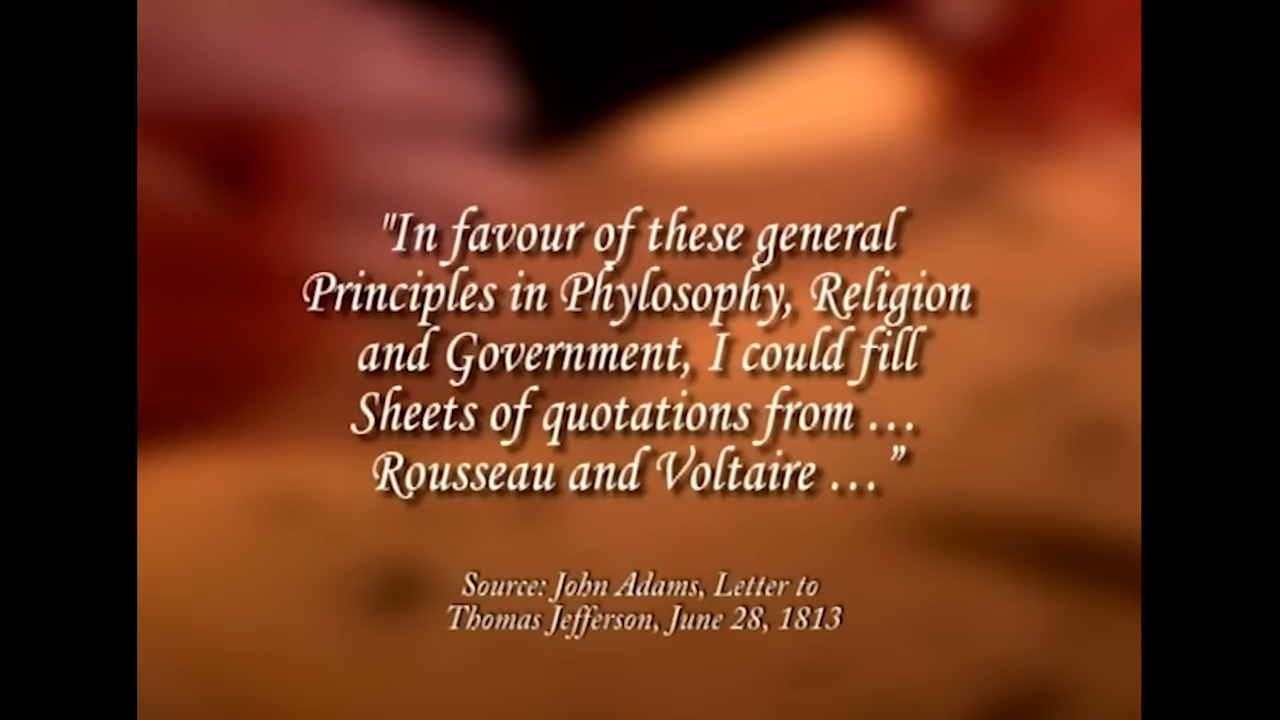 "In favour of these general
Principles in Phylosophy, Religion
and Government, I could fill
Sheets of quotations from ...
Rousseau and Voltaire ...”
Source: John Adams, Letter to
Thomas Jefferson, June 28, 1813